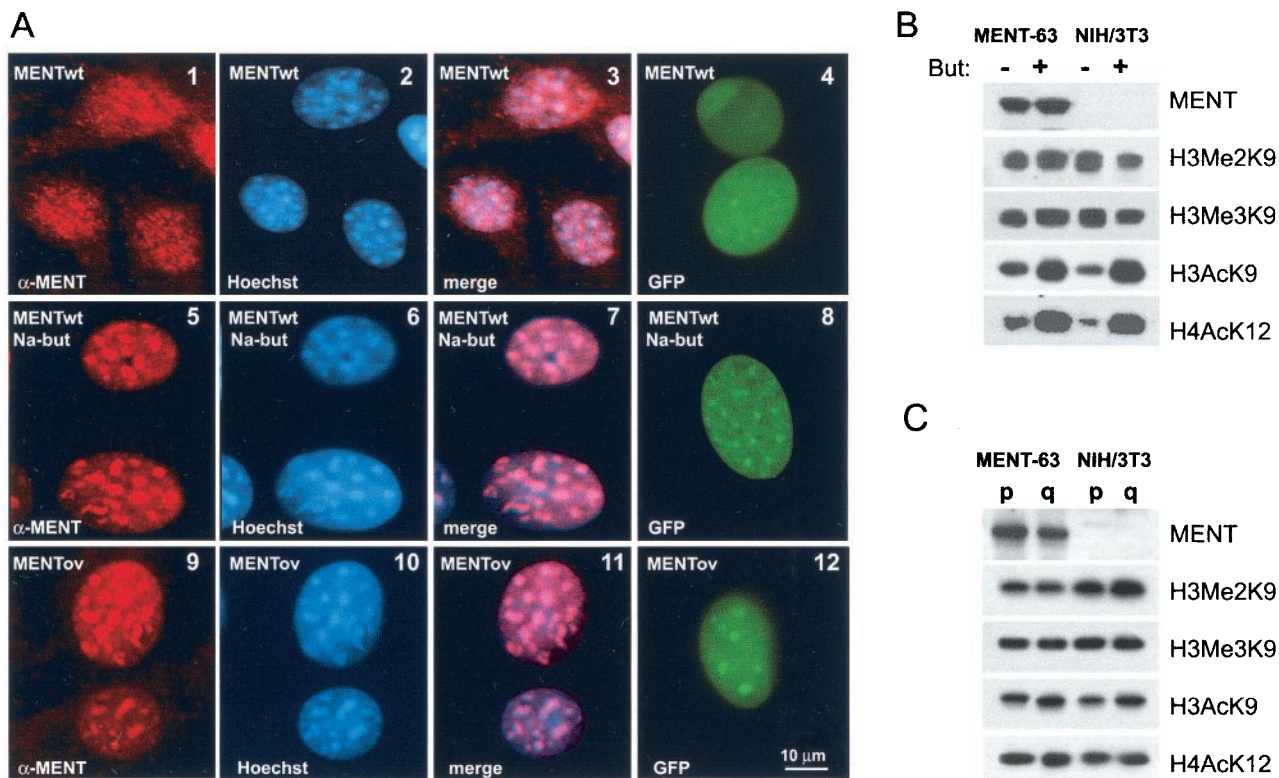 A
MENTwt 1
α-MENT
MENTwt 2
Hoechst
MENTwt 3
merge
MENTwt 4
GFP
MENTwt 5
Na-but
α-MENT
MENTwt 6
Na-but
Hoechst
MENTwt 7
Na-but
merge
MENTwt 8
Na-but
GFP
MENTov 9
α-MENT
MENTov 10
Hoechst
MENTov 11
merge
MENTov 12
10 μm
GFP
B
MENT-63 NIH/3T3
But: - + - +
MENT
H3Me2K9
H3Me3K9
H3AcK9
H4AcK12
C
MENT-63 NIH/3T3
p q p q
MENT
H3Me2K9
H3Me3K9
H3AcK9
H4AcK12